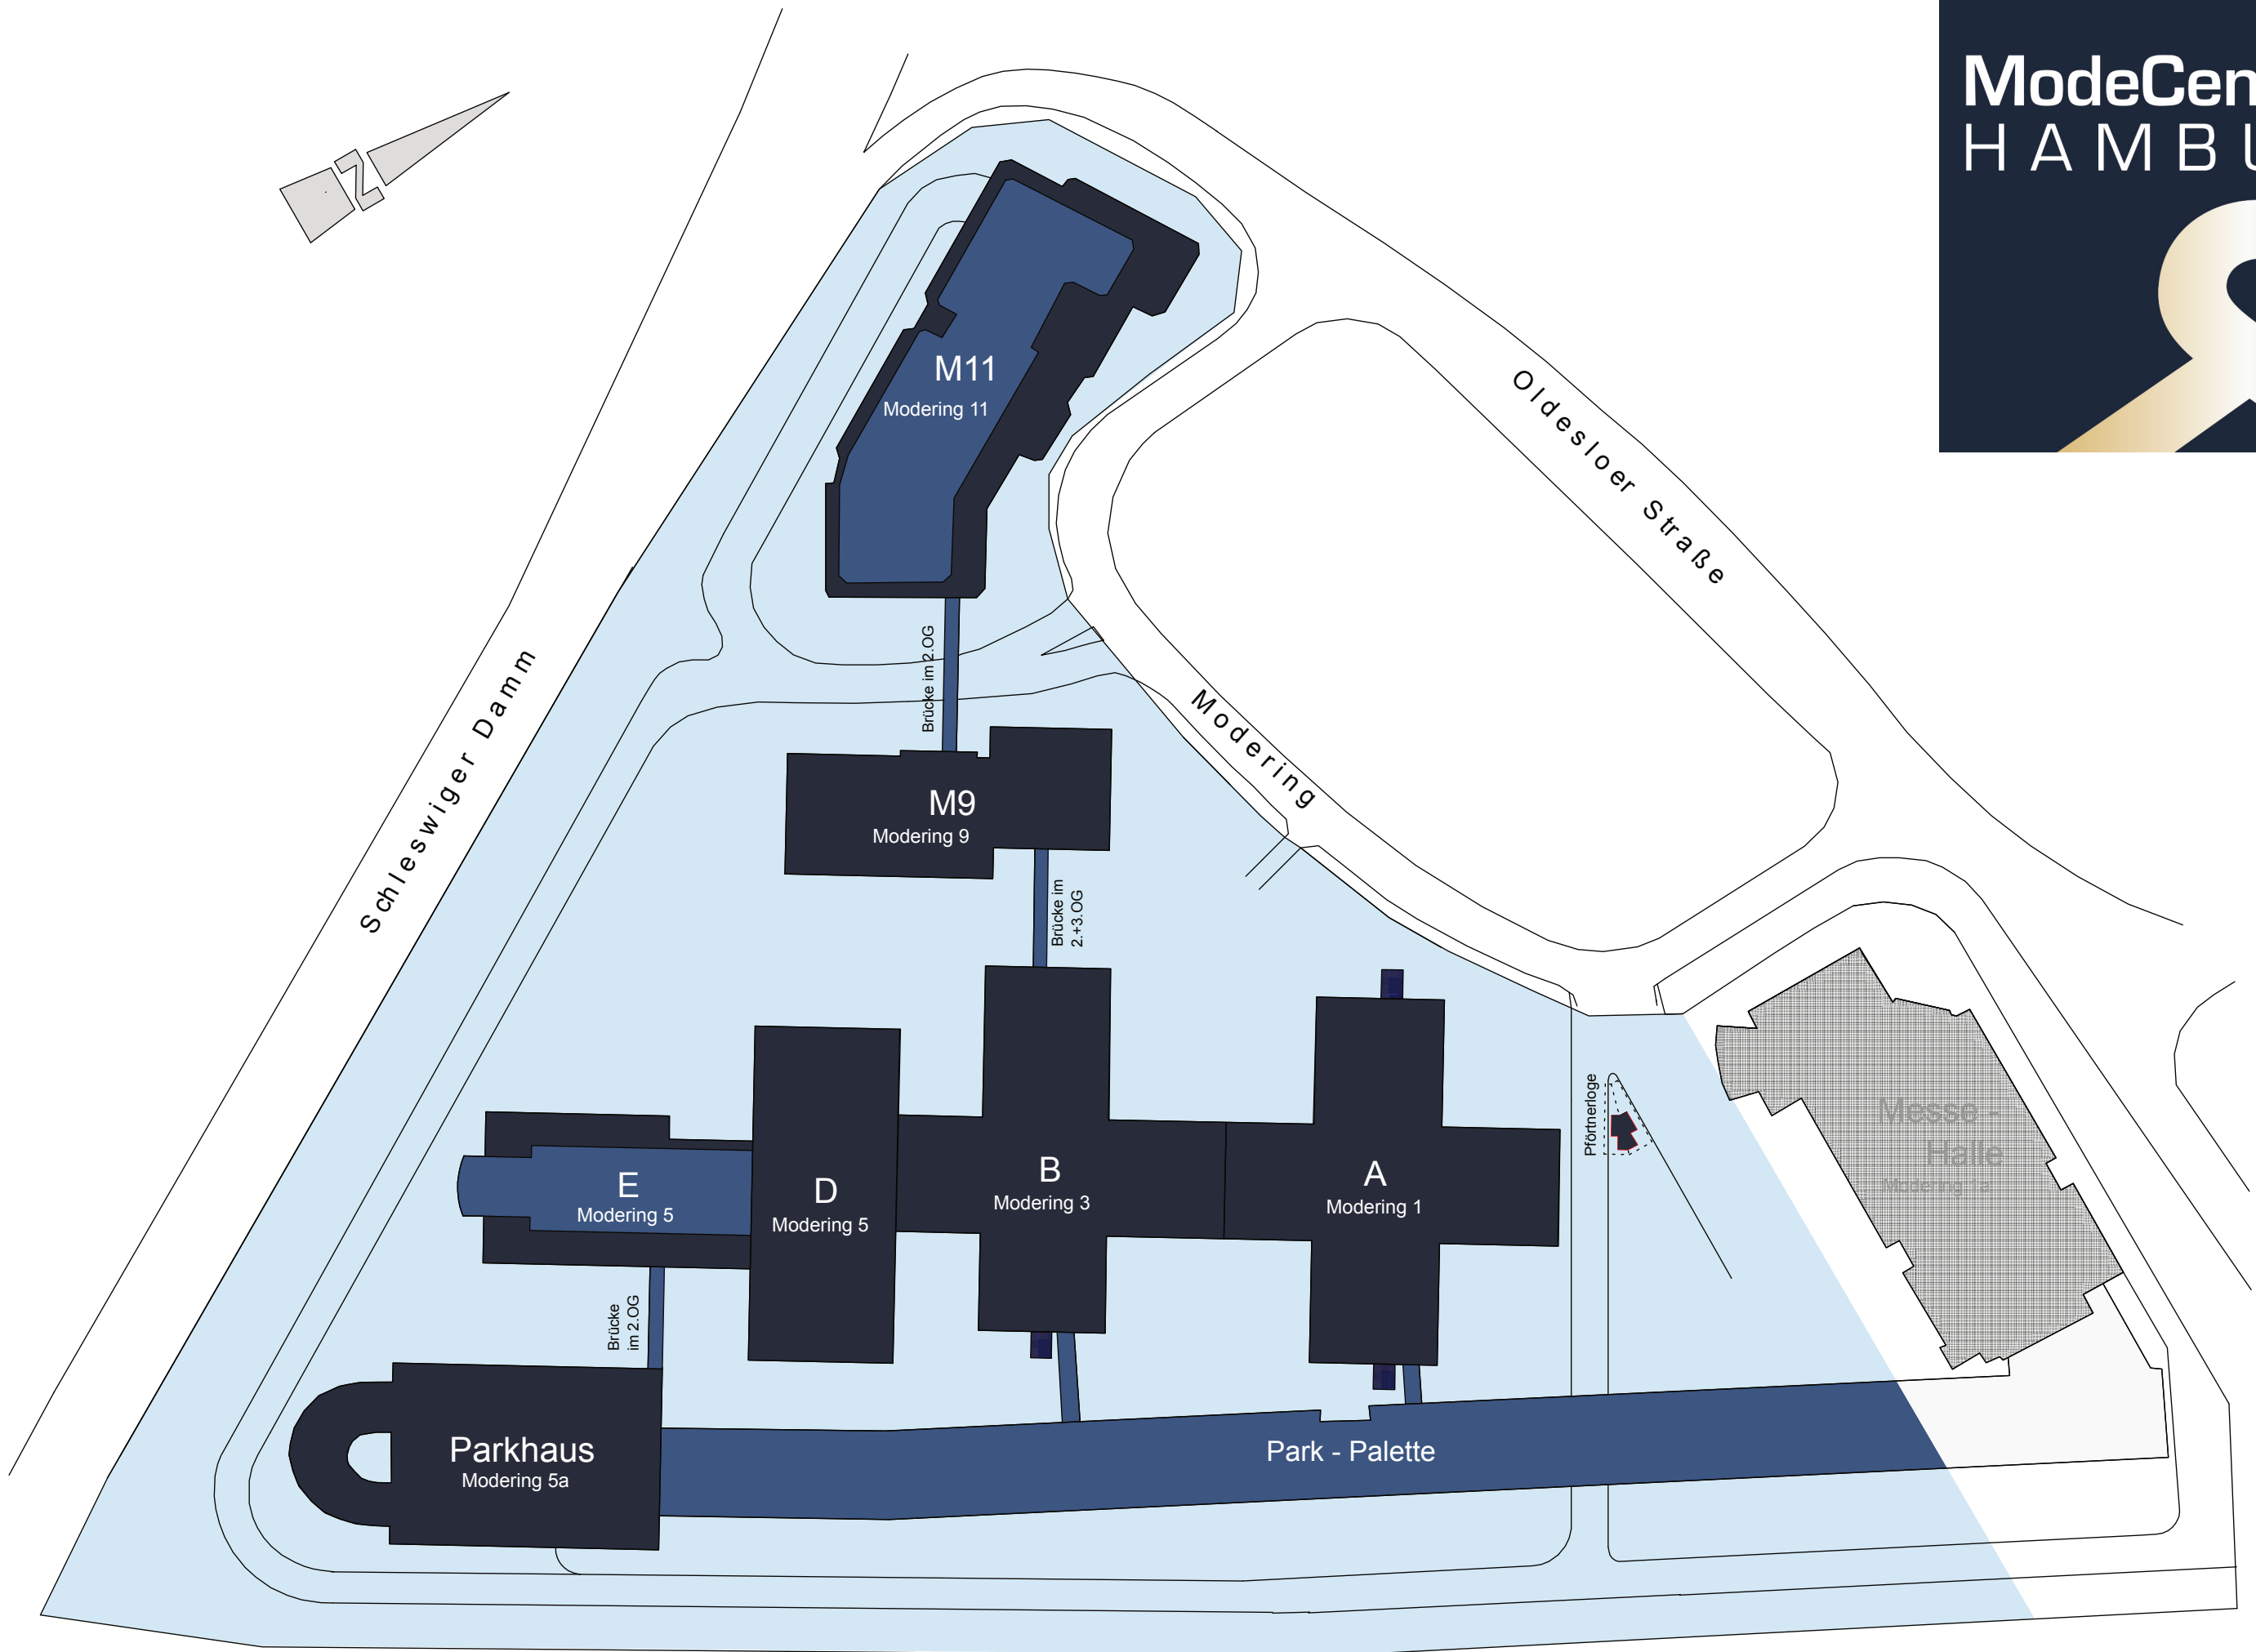 ModeCen
HAMBU
N
M11
Modering 11
Oldesloer Straße
Brücke im 2.OG
Schleswiger Damm
Modering
M9
Modering 9
Brücke im
2.+3.OG
Pförtnerloge
Messe -
Halle
Modering 1a
E
Modering 5
D
Modering 5
B
Modering 3
A
Modering 1
Brücke
im 2.OG
Parkhaus
Modering 5a
Park - Palette